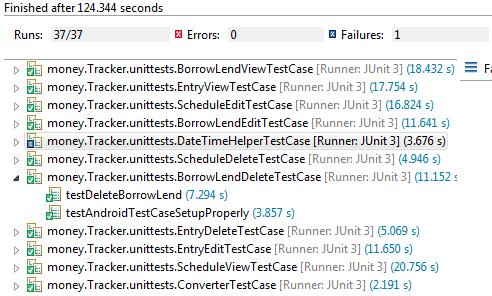 Finished after 124.344 seconds
Runs: 37/37 Errors: 0 Failures: 1
money.Tracker.unittests.BorrowLendViewTestCase [Runner: JUnit 3] (18.432 s) Fa
money.Tracker.unittests.EntryViewTestCase [Runner: JUnit 3] (17.754 s)
money.Tracker.unittests.ScheduleEditTestCase [Runner: JUnit 3] (16.824 s)
money.Tracker.unittests.BorrowLendEditTestCase [Runner: JUnit 3] (11.641 s)
money.Tracker.unittests.DateTimeHelperTestCase [Runner: JUnit 3] (3.676 s)
money.Tracker.unittests.ScheduleDeleteTestCase [Runner: JUnit 3] (4.946 s)
money.Tracker.unittests.BorrowLendDeleteTestCase [Runner: JUnit 3] (11.152 s)
testDeleteBorrowLend (7.294 s)
testAndroidTestCaseSetupProperly (3.857 s)
money.Tracker.unittests.EntryDeleteTestCase [Runner: JUnit 3] (5.069 s)
money.Tracker.unittests.EntryEditTestCase [Runner: JUnit 3] (11.650 s)
money.Tracker.unittests.ScheduleViewTestCase [Runner: JUnit 3] (20.756 s)
money.Tracker.unittests.ConverterTestCase [Runner: JUnit 3] (2.191 s)